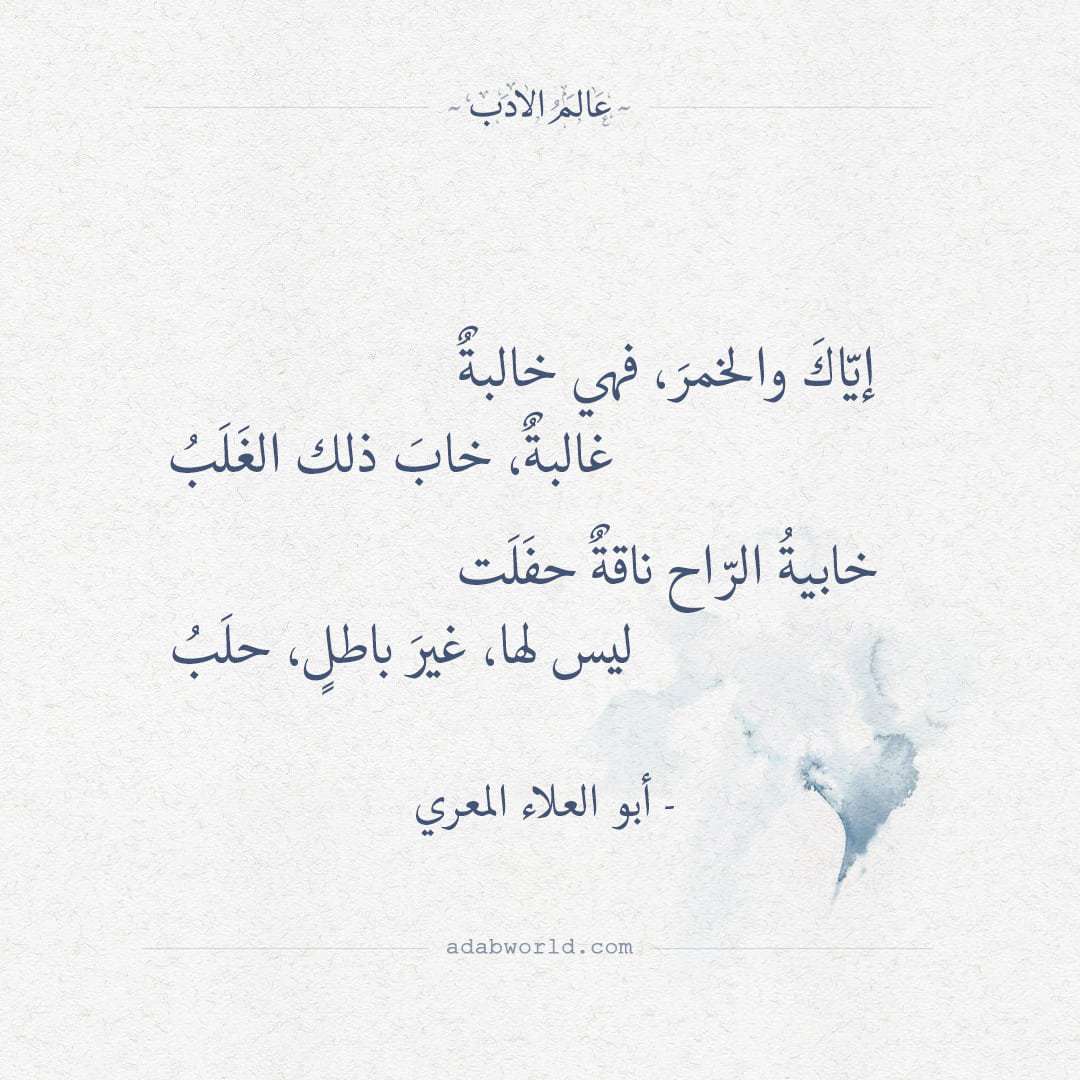 ~ عَالَمُ الادَب ~
إيّاكَ والخمرَ، فهي خالبةٌ
غالبةٌ، خابَ ذلك الغَلَبُ
خابيةُ الرّاح ناقةٌ حفَلَت
ليس لها، غيرَ باطلٍ، حلَبُ
- أبو العلاء المعري
adabworld.com